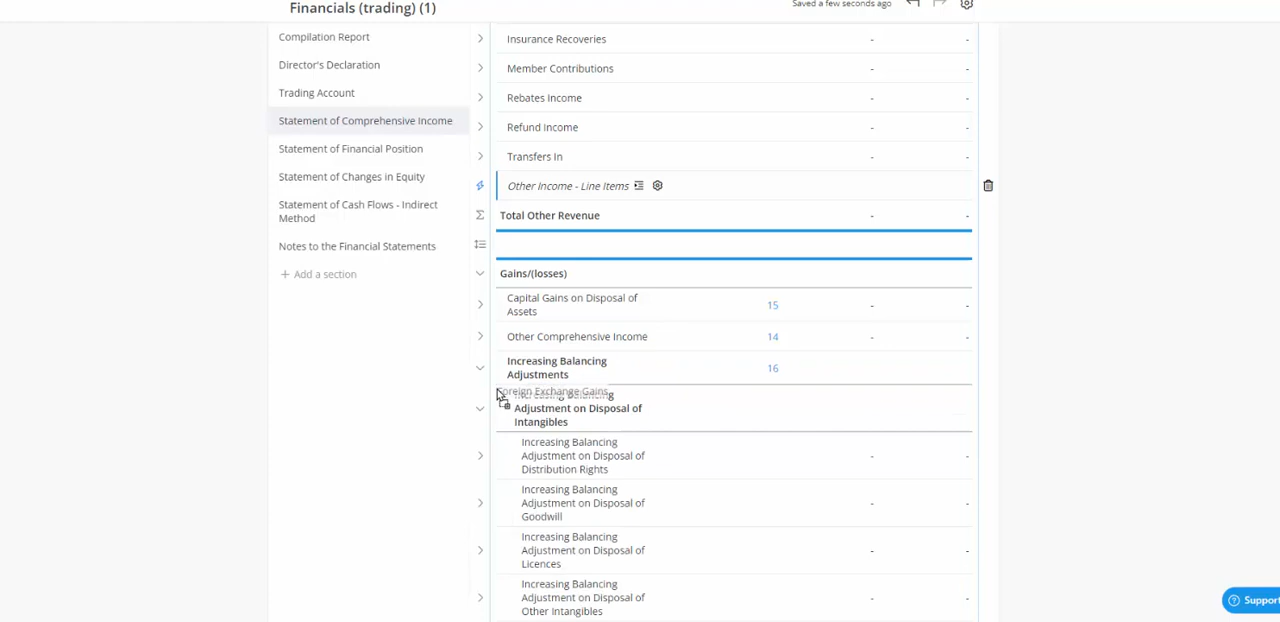 Financials (trading) (1)
Saved a few seconds ago
Compilation Report
Director's Declaration
Trading Account
Statement of Comprehensive Income
Statement of Financial Position
Statement of Changes in Equity
Statement of Cash Flows - Indirect
Method
Notes to the Financial Statements
+ Add a section
Insurance Recoveries - -
Member Contributions - -
Rebates Income - -
Refund Income - -
Transfers In - -
Other Income - Line Items
Σ Total Other Revenue - -
Gains/(losses)
Capital Gains on Disposal of
Assets 15 - -
Other Comprehensive Income 14 - -
Increasing Balancing
Adjustments 16
Foreign Exchange Gains
Increasing Balancing
Adjustment on Disposal of
Intangibles
Increasing Balancing
Adjustment on Disposal of - -
Distribution Rights
Increasing Balancing
Adjustment on Disposal of - -
Goodwill
Increasing Balancing
Adjustment on Disposal of - -
Licences
Increasing Balancing
Adjustment on Disposal of - -
Other Intangibles
? Support